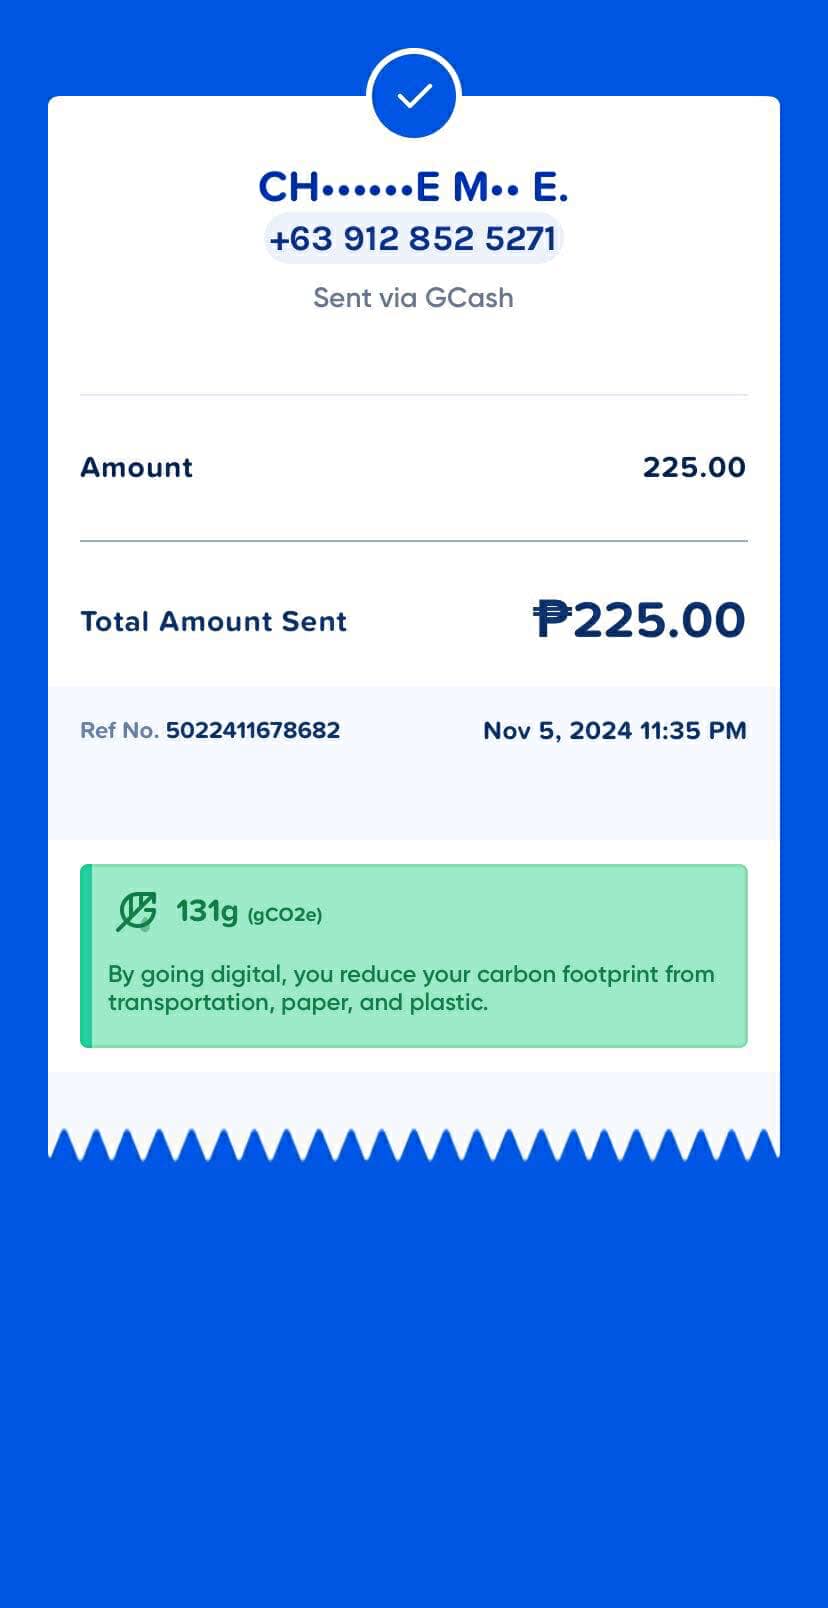 CH••••••E M•• E.
+63 912 852 5271
Sent via GCash
Amount 225.00
Total Amount Sent ₱225.00
Ref No. 5022411678682 Nov 5, 2024 11:35 PM
131g (gCO2e)
By going digital, you reduce your carbon footprint from
transportation, paper, and plastic.